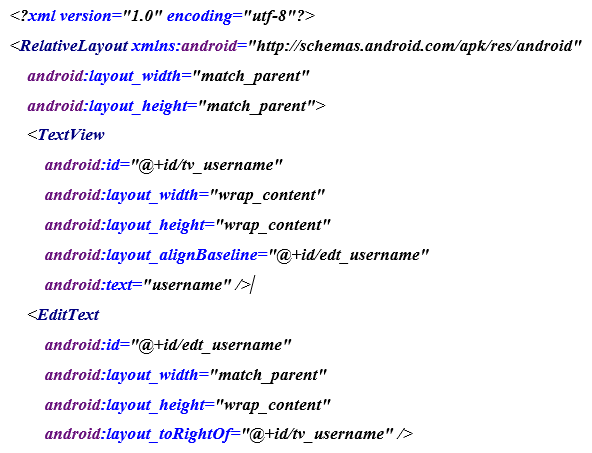 <?xml version="1.0" encoding="utf-8"?>
<RelativeLayout xmlns:android="http://schemas.android.com/apk/res/android"
android:layout_width="match_parent"
android:layout_height="match_parent">
<TextView
android:id="@+id/tv_username"
android:layout_width="wrap_content"
android:layout_height="wrap_content"
android:layout_alignBaseline="@+id/edt_username"
android:text="username" />
<EditText
android:id="@+id/edt_username"
android:layout_width="match_parent"
android:layout_height="wrap_content"
android:layout_toRightOf="@+id/tv_username" />